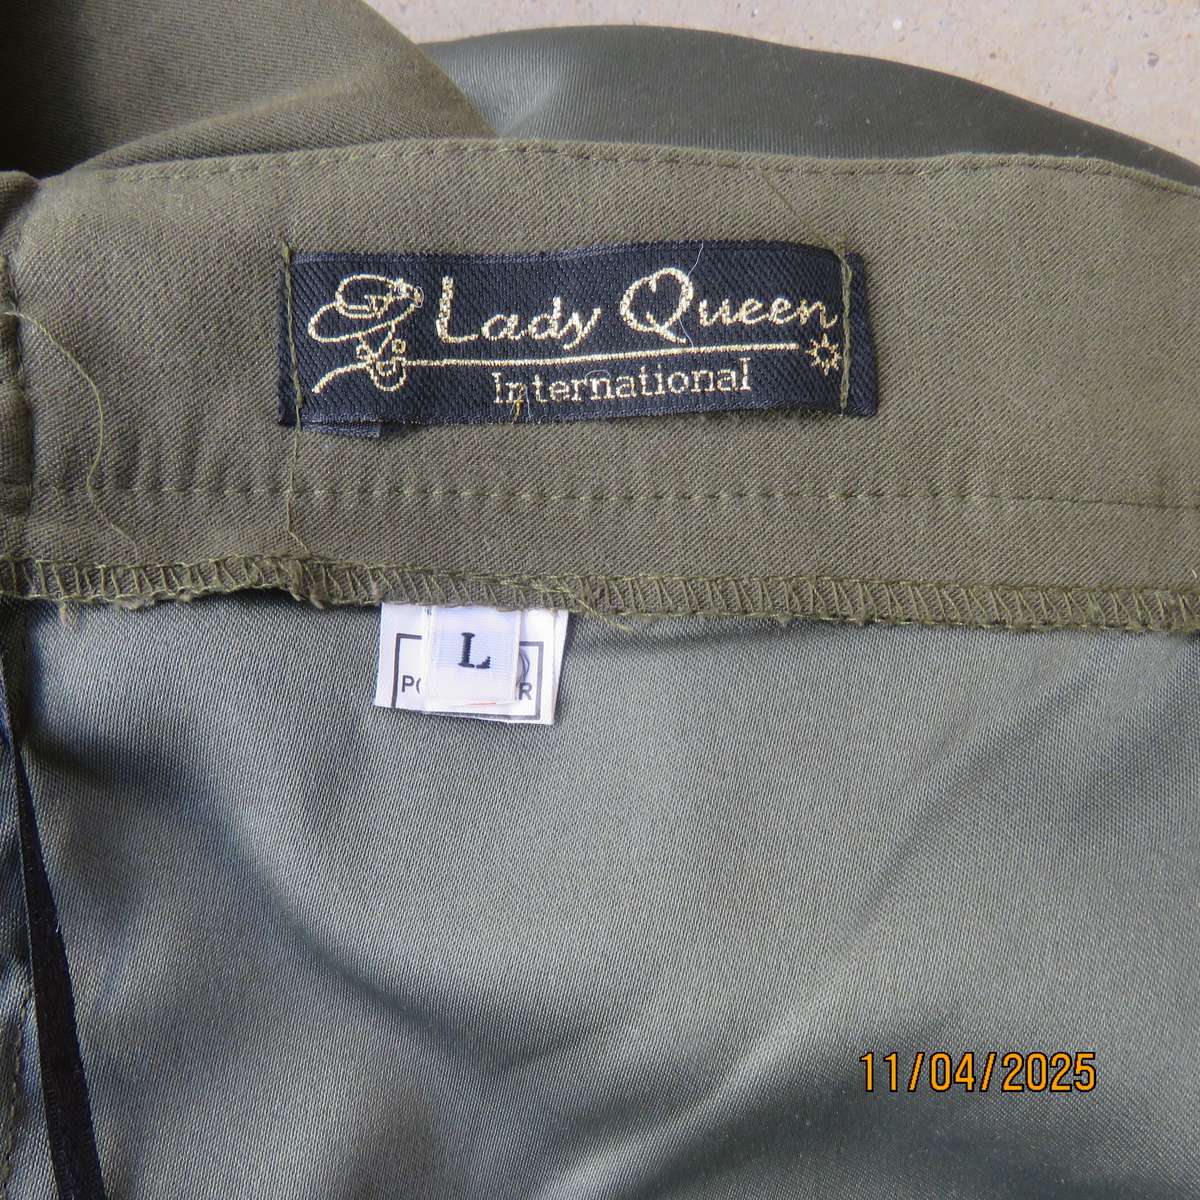 Lady Queen
International
L
11/04/2025